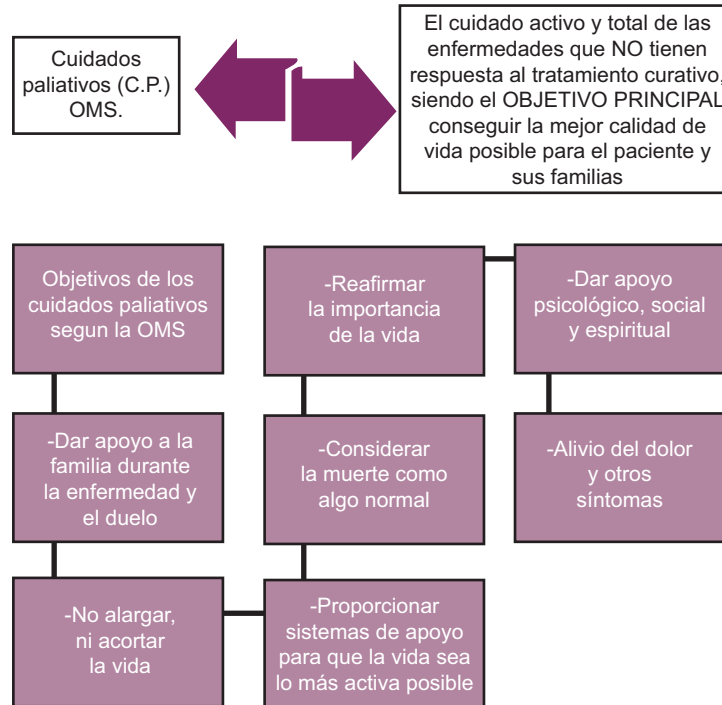 Cuidados
paliativos (C.P.)
OMS.
El cuidado activo y total de las
enfermedades que NO tienen
respuesta al tratamiento curativo,
siendo el OBJETIVO PRINCIPAL
conseguir la mejor calidad de
vida posible para el paciente y
sus familias
Objetivos de los
cuidados paliativos
segun la OMS
-Dar apoyo a la
familia durante
la enfermedad y
el duelo
-No alargar,
ni acortar
la vida
-Proporcionar
sistemas de apoyo
para que la vida sea
lo más activa posible
-Considerar
la muerte como
algo normal
-Reafirmar
la importancia
de la vida
-Dar apoyo
psicológico, social
y espiritual
-Alivio del dolor
y otros
síntomas